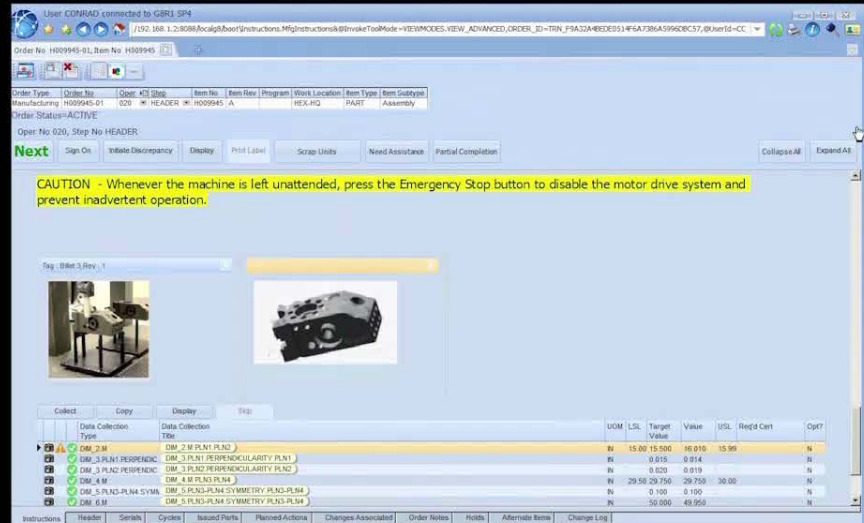 User CONRAD connected to G8R1 SP4
/192.168.1.2:8088/localg8/boot/Instructions.MfgInstructions&@InvokeToolMode=VIEWMODES.VIEW_ADVANCED,ORDER_ID=TRN_
Order No H009945-01, Item No H009945
Order Type Order No Oper Step Item No Item Rev Program Work Location Item Type Item Subtype
Manufacturing H009945-01 020 HEADER H009945 A HEX-HQ PART Assembly
Order Status=ACTIVE
Oper No 020, Step No HEADER
Next Sign On Initiate Discrepancy Display Print Label Scrap Units Need Assistance Partial Completion Collapse All Expand All
CAUTION - Whenever the machine is left unattended, press the Emergency Stop button to disable the motor drive system and
prevent inadvertent operation.
Tag : Billet 3,Rev : 1
Collect Copy Display Skip
Data Collection Data Collection UOM LSL Target Value USL Req'd Cert Opt?
Type Title Value
DIM_2.M DIM_2.M PLN1 PLN2 IN 15.00 15.500 16.010 15.99 N
DIM_3.PLN1 PERPENDIC DIM_3.PLN1 PERPENDICULARITY PLN1 IN 0.015 0.014 N
DIM_3.PLN2 PERPENDIC DIM_3.PLN2 PERPENDICULARITY PLN2 IN 0.020 0.019 N
DIM_4.M DIM_4.M PLN3 PLN4 IN 29.50 29.750 29.750 30.00 N
DIM_5.PLN3-PLN4 SYMM DIM_5.PLN3-PLN4 SYMMETRY PLN3-PLN4 IN 0.100 0.100 N
DIM_6.M DIM_5.PLN3-PLN4 SYMMETRY PLN3-PLN4 IN 50.000 49.950 N
Instructions Header Serials Cycles Issued Parts Planned Actions Changes Associated Order Notes Holds Alternate Items Change Log